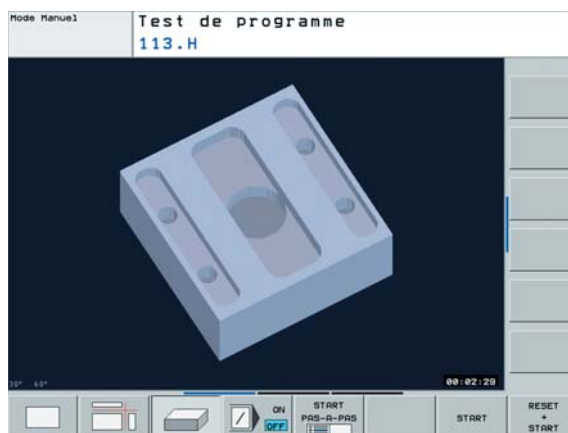 Mode Manuel
Test de programme
113.H
30° 60°
00:02:29
ON
OFF
START
PAS-A-PAS
START
RESET
+
START